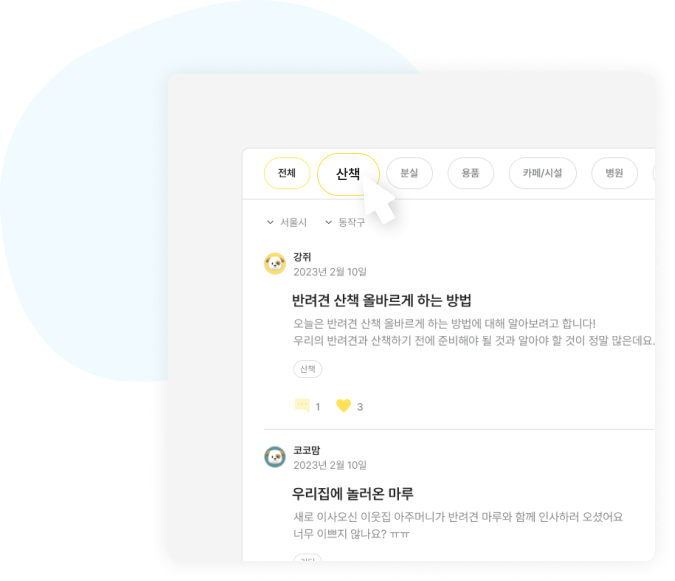 전체 산책 분실 용품 카페/시설 병원
서울시 동작구
강쥐
2023년 2월 10일
반려견 산책 올바르게 하는 방법
오늘은 반려견 산책 올바르게 하는 방법에 대해 알아보려고 합니다!
우리의 반려견과 산책하기 전에 준비해야 될 것과 알아야 할 것이 정말 많은데요.
산책
1 3
코코맘
2023년 2월 10일
우리집에 놀러온 마루
새로 이사오신 이웃집 아주머니가 반려견 마루와 함께 인사하러 오셨어요
너무 이쁘지 않나요? ㅠㅠ